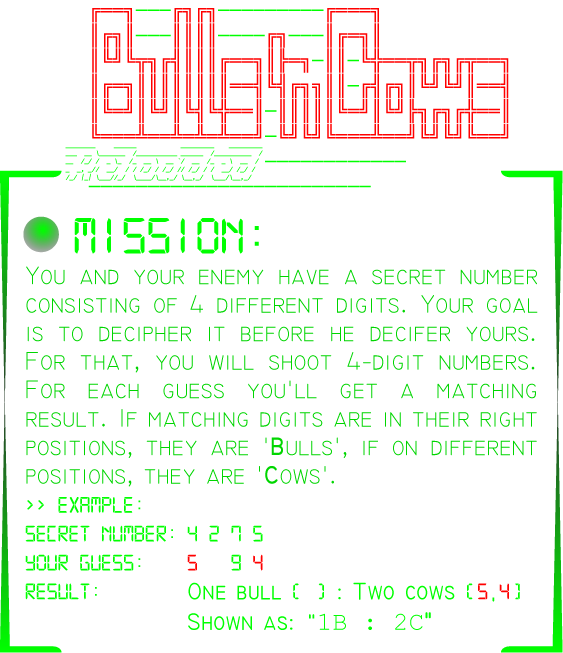 Bulls'n'Cows
Reloaded
MISSION:
You and your enemy have a secret number
consisting of 4 different digits. Your goal
is to decipher it before he decifer yours.
For that, you will shoot 4-digit numbers.
For each guess you'll get a matching
result. If matching digits are in their right
positions, they are 'Bulls', if on different
positions, they are 'Cows'.
>> EXAMPLE:
SECRET NUMBER: 4 2 7 5
YOUR GUESS: 5 9 4
RESULT: One bull ( ) : Two cows (5,4)
Shown as: "1B : 2C"